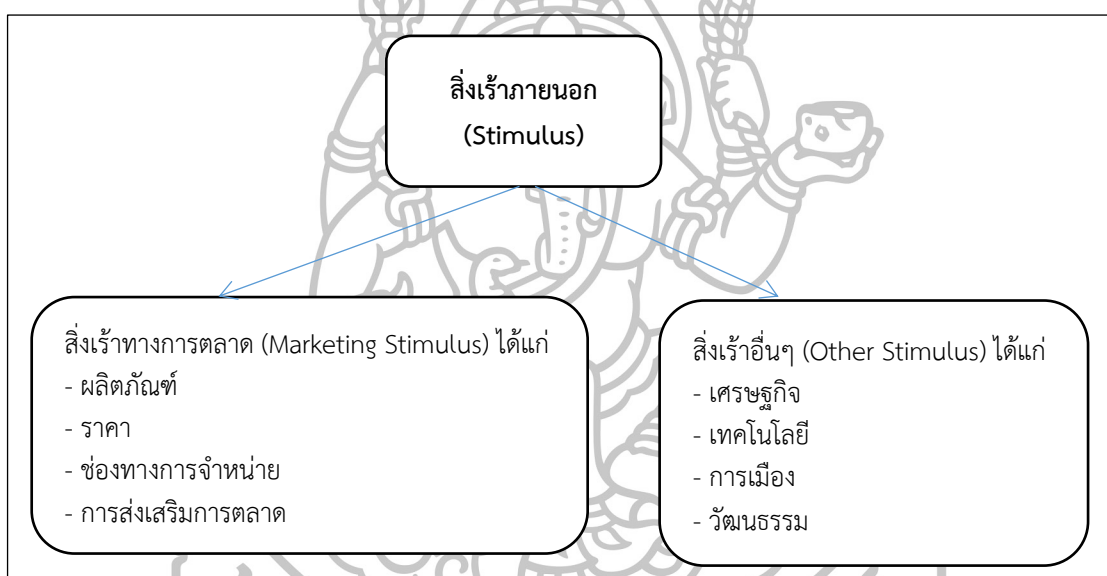 สิ่งเร้าภายนอก
(Stimulus)
สิ่งเร้าทางการตลาด (Marketing Stimulus) ได้แก่
- ผลิตภัณฑ์
- ราคา
- ช่องทางการจำหน่าย
- การส่งเสริมการตลาด
สิ่งเร้าอื่นๆ (Other Stimulus) ได้แก่
- เศรษฐกิจ
- เทคโนโลยี
- การเมือง
- วัฒนธรรม